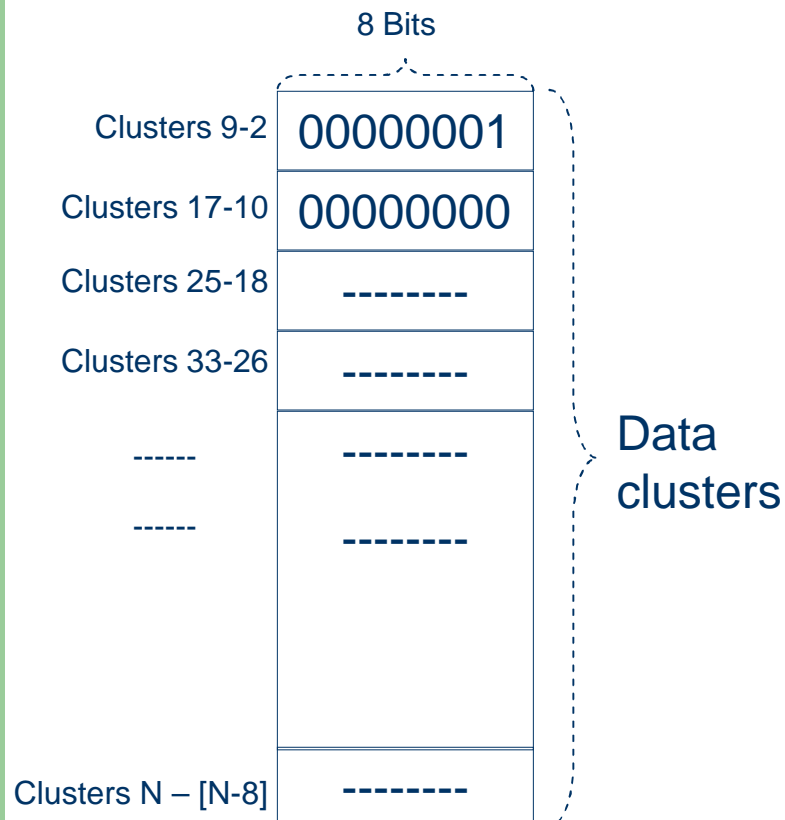 8 Bits
Clusters 9-2 00000001
Clusters 17-10 00000000
Clusters 25-18 --------
Clusters 33-26 --------
------ --------
------ --------
Data
clusters
Clusters N – [N-8] --------